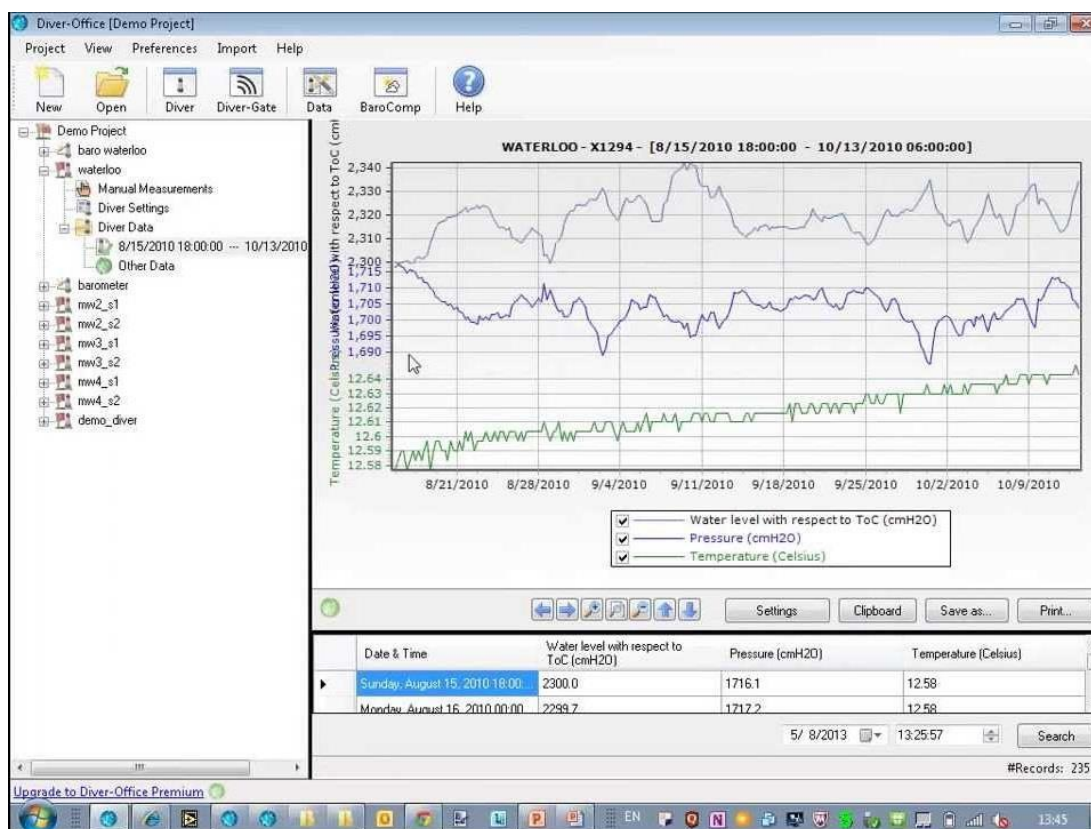 Diver-Office [Demo Project]
Project View Preferences Import Help
New Open Diver Diver-Gate Data BaroComp Help
Demo Project
baro waterloo
waterloo
Manual Measurements
Diver Settings
Diver Data
8/15/2010 18:00:00 --- 10/13/2010
Other Data
barometer
mw2_s1
mw2_s2
mw3_s1
mw3_s2
mw4_s1
mw4_s2
demo_diver
WATERLOO - X1294 - [8/15/2010 18:00:00 - 10/13/2010 06:00:00]
2,340
2,330
2,320
2,310
2,300
1,715
1,710
1,705
1,700
1,695
1,690
12.64
12.63
12.62
12.61
12.6
12.59
12.58
8/21/2010 8/28/2010 9/4/2010 9/11/2010 9/18/2010 9/25/2010 10/2/2010 10/9/2010
Water level with respect to ToC (cmH2O)
Pressure (cmH2O)
Temperature (Celsius)
Settings Clipboard Save as... Print...
Date & Time Water level with respect to ToC (cmH2O) Pressure (cmH2O) Temperature (Celsius)
Sunday, August 15, 2010 18:00:... 2300.0 1716.1 12.58
Monday, August 16, 2010 00:00 2299.7 1717.2 12.58
5/ 8/2013 13:25:57 Search
#Records: 235
Upgrade to Diver-Office Premium
EN 13:45